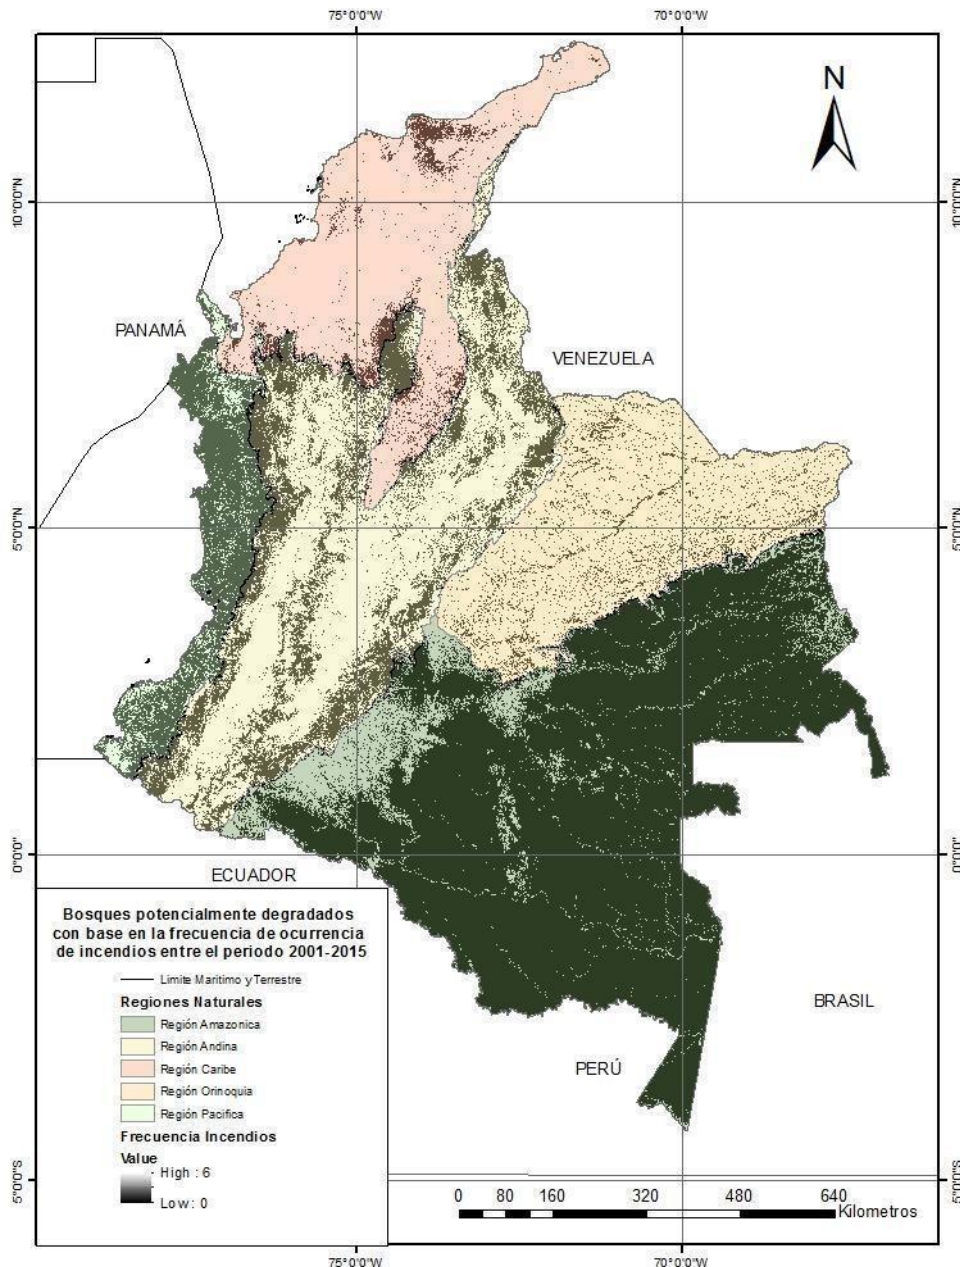 75°0'0"W
70°0'0"W
N
10°0'0"N
10°0'0"N
PANAMÁ
VENEZUELA
5°0'0"N
5°0'0"N
0°0'0"
0°0'0"
ECUADOR
Bosques potencialmente degradados
con base en la frecuencia de ocurrencia
de incendios entre el periodo 2001-2015
Limite Maritimo y Terrestre
Regiones Naturales
Región Amazonica
Región Andina
Región Caribe
Región Orinoquia
Región Pacifica
Frecuencia Incendios
Value
High : 6
Low : 0
BRASIL
PERÚ
5°0'0"S
5°0'0"S
0 80 160 320 480 640
Kilometros
75°0'0"W
70°0'0"W